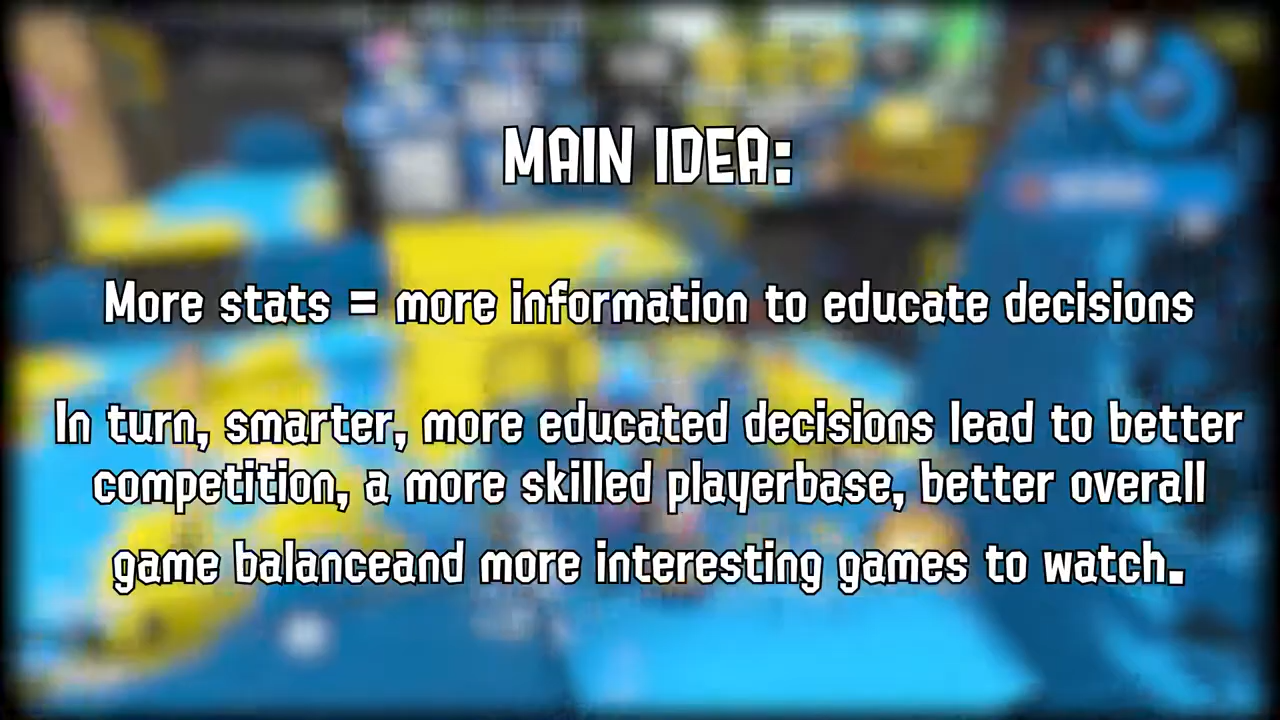 MAIN IDEA:
More stats = more information to educate decisions
In turn, smarter, more educated decisions lead to better
competition, a more skilled playerbase, better overall
game balanceand more interesting games to watch.